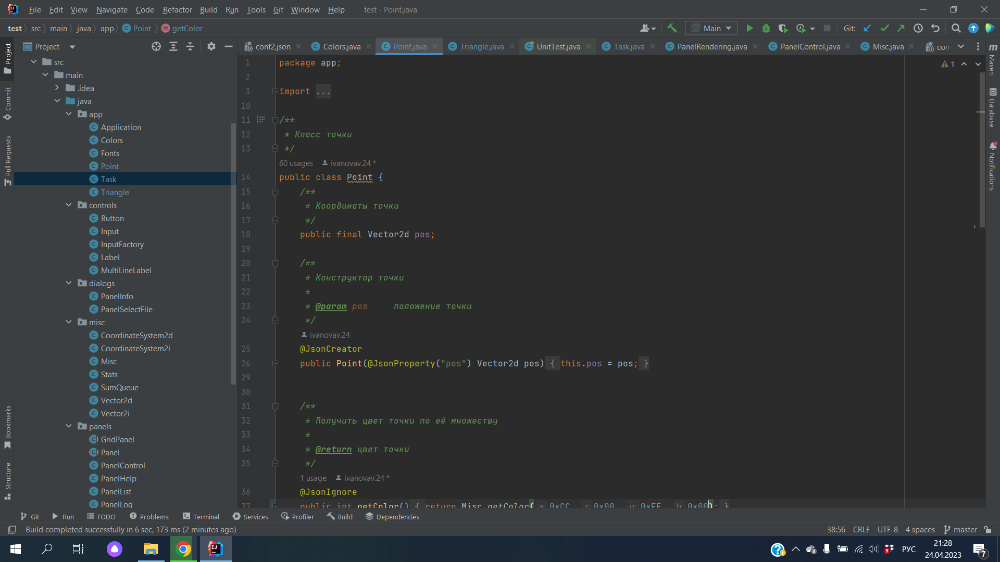 File Edit View Navigate Code Refactor Build Run Tools Git Window Help test - Point.java
test src main java app Point getColor Main Git:
Project
conf2.json Colors.java Point.java Triangle.java UnitTest.java Task.java PanelRendering.java PanelControl.java Misc.java con
Project
Commit
Pull Requests
Bookmarks
Structure
src
main
.idea
java
app
Application
Colors
Fonts
Point
Task
Triangle
controls
Button
Input
InputFactory
Label
MultiLineLabel
dialogs
PanelInfo
PanelSelectFile
misc
CoordinateSystem2d
CoordinateSystem2i
Misc
Stats
SumQueue
Vector2d
Vector2i
panels
GridPanel
Panel
PanelControl
PanelHelp
PanelList
PanelLog
1 package app;
2
3 import ...
10
11 /**
12 * Класс точки
13 */
60 usages ivanovav.24 *
14 public class Point {
15 /**
16 * Координаты точки
17 */
18 public final Vector2d pos;
19
20 /**
21 * Конструктор точки
22 *
23 * @param pos положение точки
24 */
ivanovav.24
25 @JsonCreator
26 public Point(@JsonProperty("pos") Vector2d pos) { this.pos = pos; }
29
30
31 /**
32 * Получить цвет точки по её множеству
33 *
34 * @return цвет точки
35 */
1 usage ivanovav.24 *
36 @JsonIgnore
37 public int getColor() { return Misc.getColor( a: 0xCC, r: 0x00, g: 0xFF, b: 0x00); }
1
Maven
Database
Notifications
Git Run TODO Problems Terminal Services Profiler Build Dependencies
Build completed successfully in 6 sec, 173 ms (2 minutes ago) 38:56 CRLF UTF-8 4 spaces master
РУС
21:28
24.04.2023
7